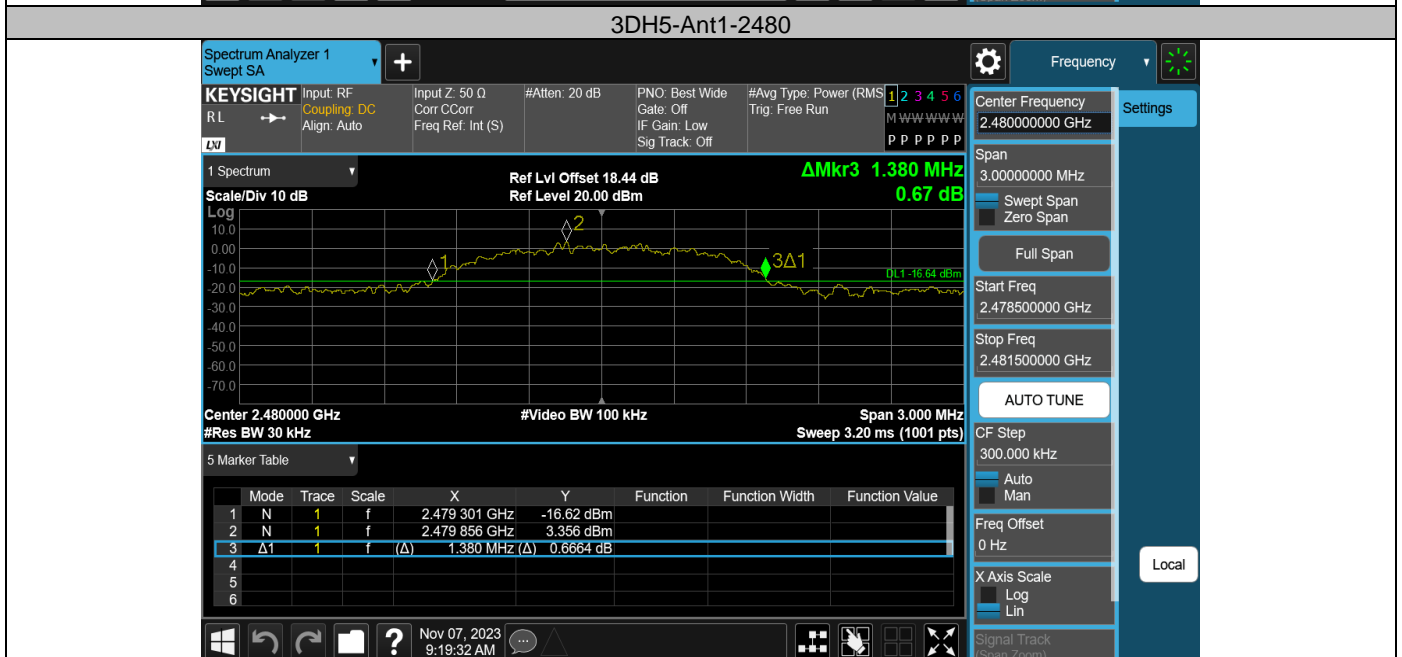 3DH5-Ant1-2480
Spectrum Analyzer 1
Swept SA
+
Frequency
KEYSIGHT
R L
LXI
Input: RF
Coupling: DC
Align: Auto
Input Z: 50 Ω
Corr CCorr
Freq Ref: Int (S)
#Atten: 20 dB
PNO: Best Wide
Gate: Off
IF Gain: Low
Sig Track: Off
#Avg Type: Power (RMS
Trig: Free Run
1 2 3 4 5 6
M W W W W W
P P P P P P
1 Spectrum
Scale/Div 10 dB
Ref Lvl Offset 18.44 dB
Ref Level 20.00 dBm
ΔMkr3 1.380 MHz
0.67 dB
Log
10.0
0.00
-10.0
-20.0
-30.0
-40.0
-50.0
-60.0
-70.0
1
2
3Δ1
DL1 -16.64 dBm
Center 2.480000 GHz
#Video BW 100 kHz
Span 3.000 MHz
#Res BW 30 kHz
Sweep 3.20 ms (1001 pts)
5 Marker Table
Mode Trace Scale X Y Function Function Width Function Value
1 N 1 f 2.479 301 GHz -16.62 dBm
2 N 1 f 2.479 856 GHz 3.356 dBm
3 Δ1 1 f (Δ) 1.380 MHz (Δ) 0.6664 dB
4
5
6
?
Nov 07, 2023
9:19:32 AM
Center Frequency
2.480000000 GHz
Settings
Span
3.00000000 MHz
Swept Span
Zero Span
Full Span
Start Freq
2.478500000 GHz
Stop Freq
2.481500000 GHz
AUTO TUNE
CF Step
300.000 kHz
Auto
Man
Freq Offset
0 Hz
Local
X Axis Scale
Log
Lin
Signal Track
(Span Zoom)